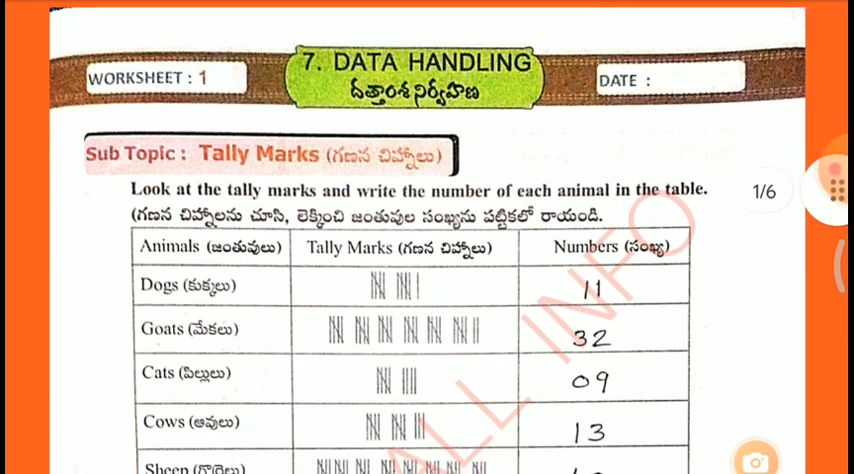 7. DATA HANDLING
దత్తాంశ నిర్వహణ
WORKSHEET : 1
DATE :
Sub Topic : Tally Marks (గణన చిహ్నాలు)
Look at the tally marks and write the number of each animal in the table.
(గణన చిహ్నాలను చూసి, లెక్కించి జంతువుల సంఖ్యను పట్టికలో రాయండి.
1/6
Animals (జంతువులు) Tally Marks (గణన చిహ్నాలు) Numbers (సంఖ్య)
Dogs (కుక్కలు) 11
Goats (మేకలు) 32
Cats (పిల్లులు) 09
Cows (ఆవులు) 13
Sheep (గొర్రెలు)
ALL INFO